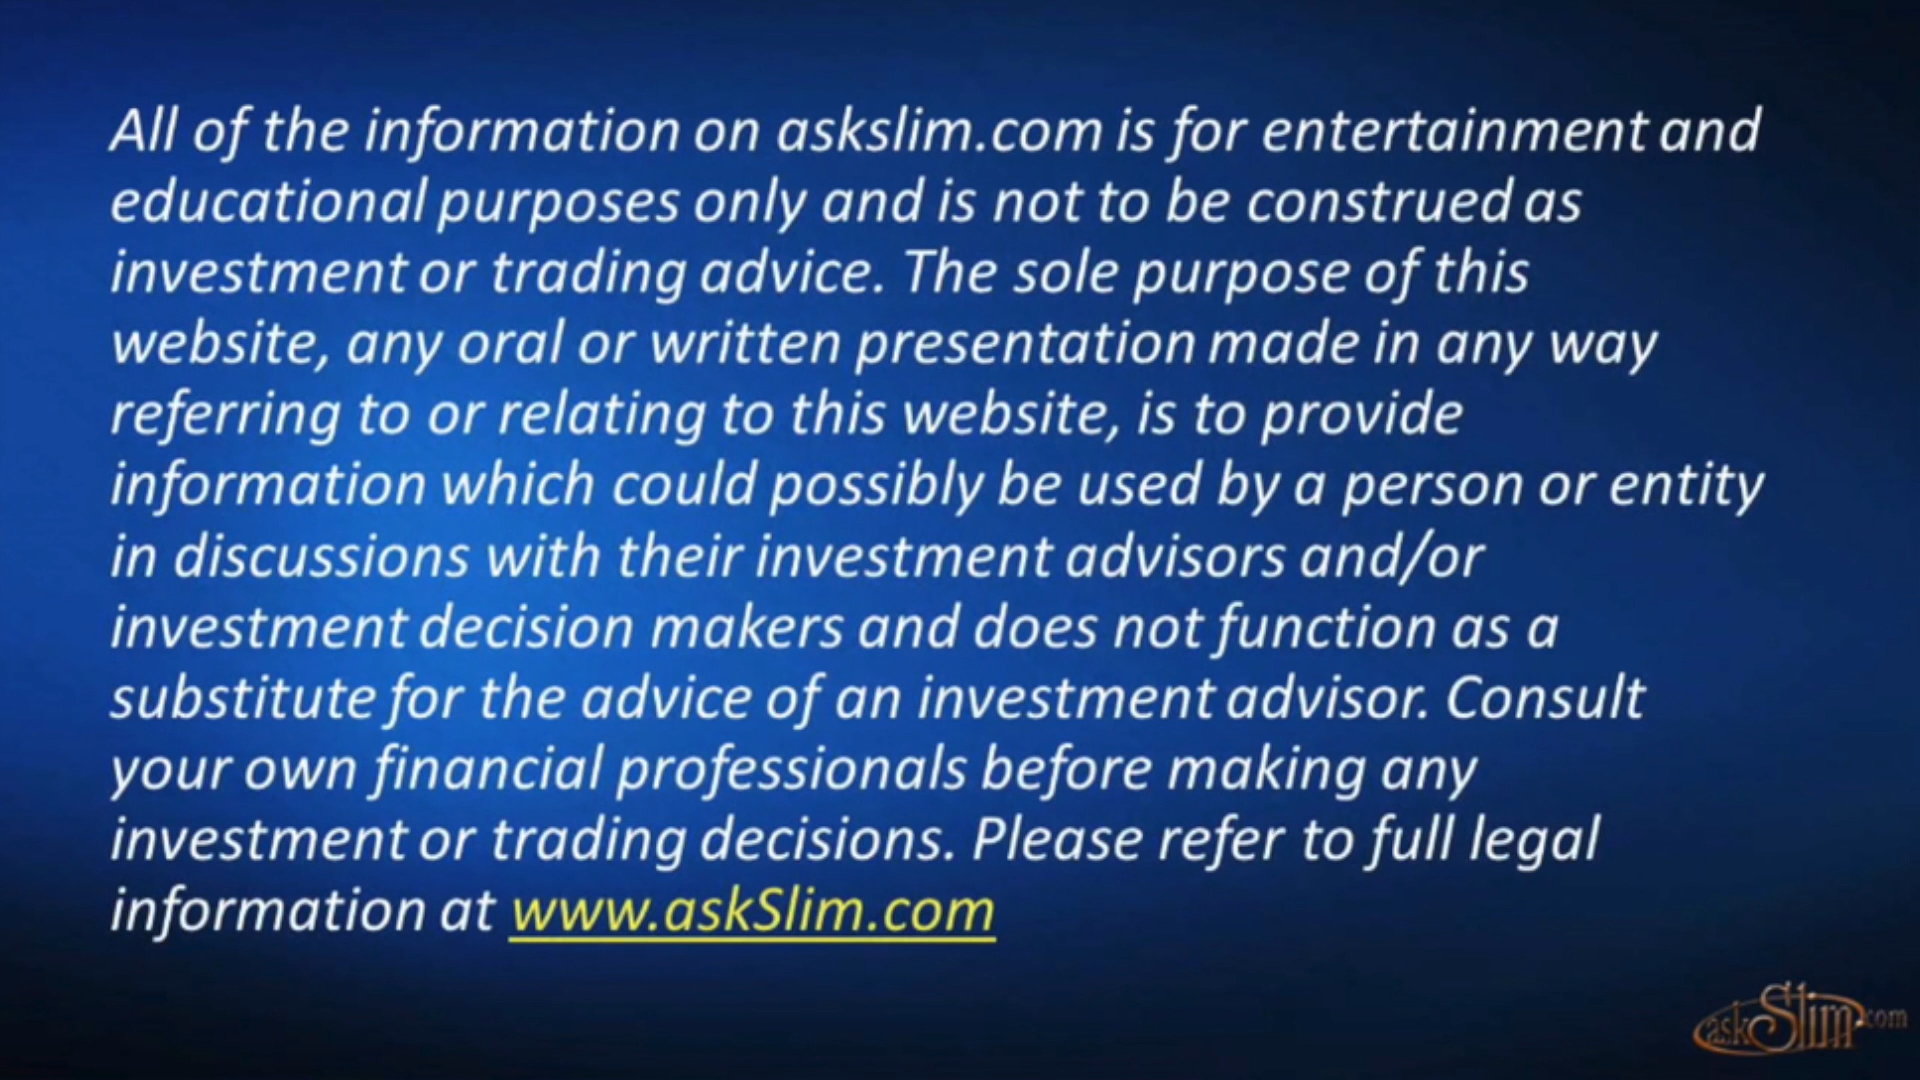 All of the information on askslim.com is for entertainment and
educational purposes only and is not to be construed as
investment or trading advice. The sole purpose of this
website, any oral or written presentation made in any way
referring to or relating to this website, is to provide
information which could possibly be used by a person or entity
in discussions with their investment advisors and/or
investment decision makers and does not function as a
substitute for the advice of an investment advisor. Consult
your own financial professionals before making any
investment or trading decisions. Please refer to full legal
information at www.askSlim.com
askSlim.com